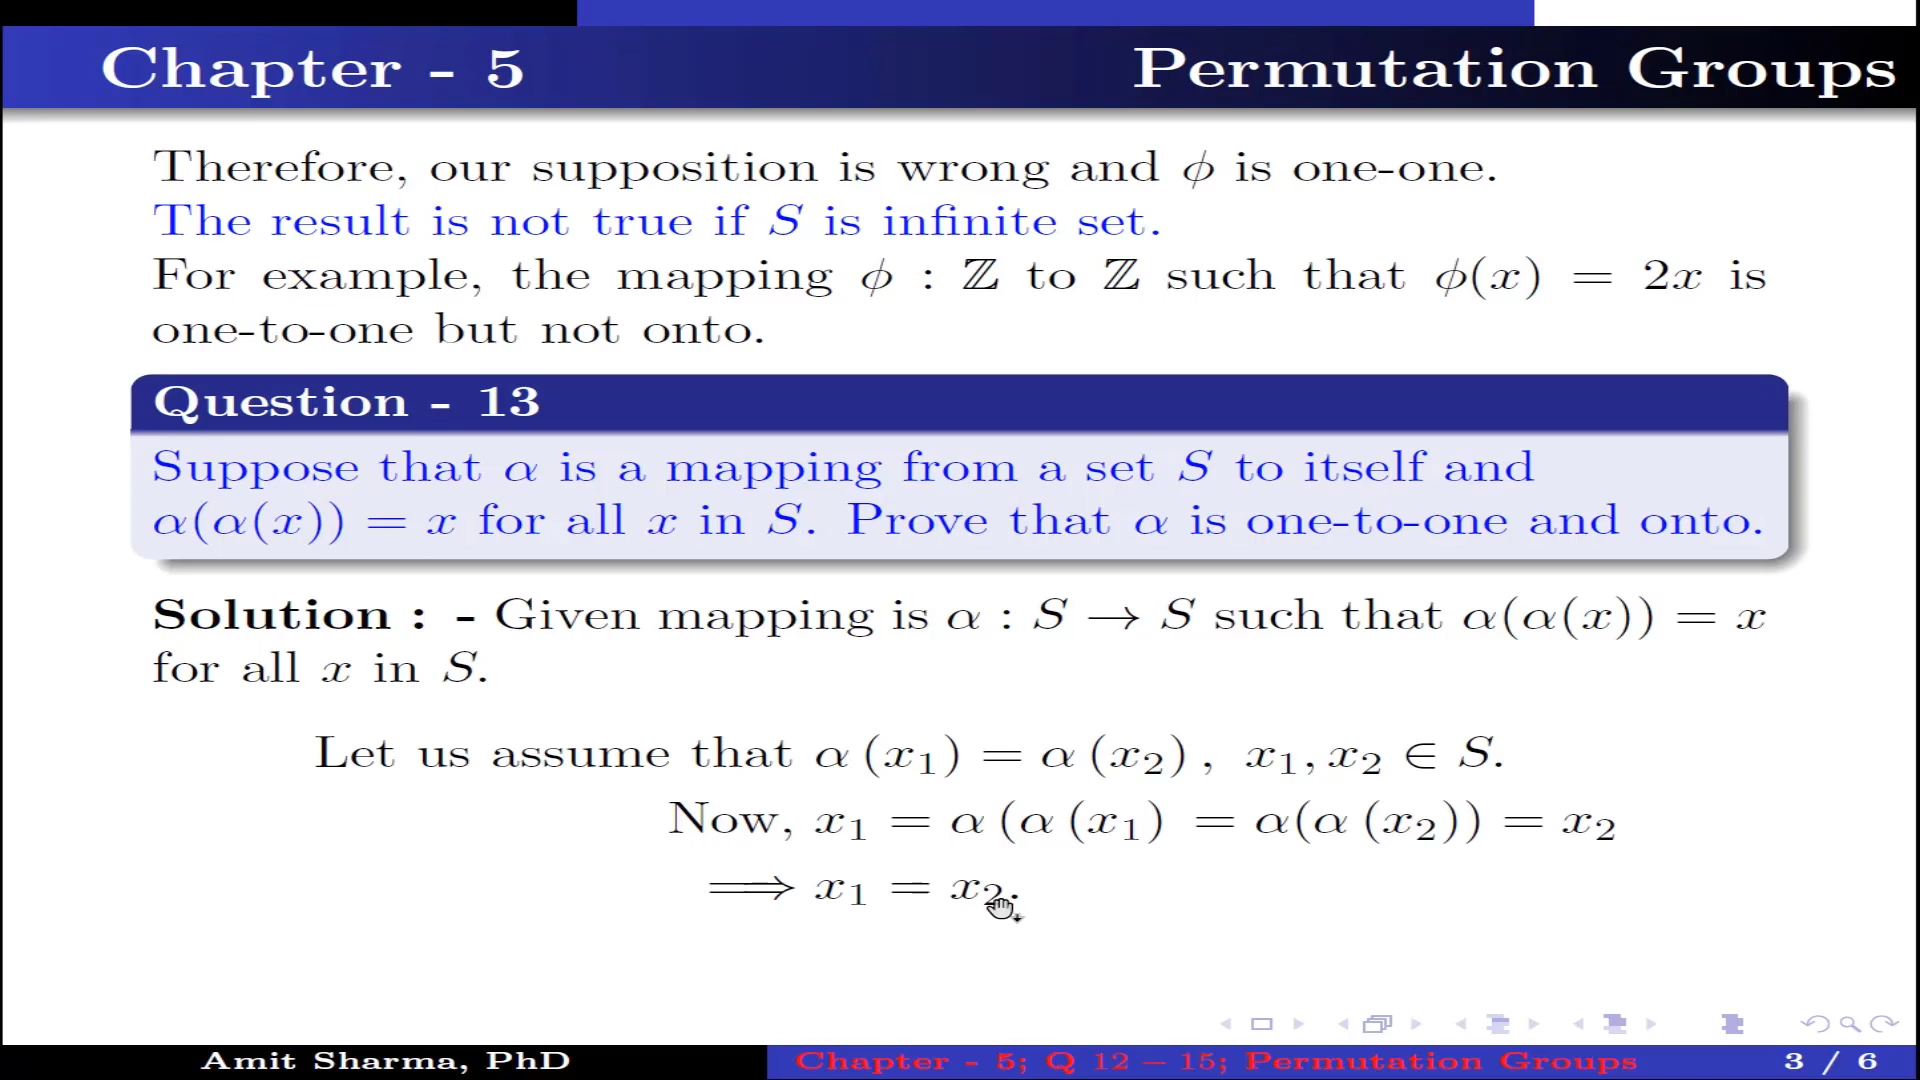 Chapter - 5 Permutation Groups
Therefore, our supposition is wrong and ϕ is one-one.
The result is not true if S is infinite set.
For example, the mapping ϕ : ℤ to ℤ such that ϕ(x) = 2x is
one-to-one but not onto.
Question - 13
Suppose that α is a mapping from a set S to itself and
α(α(x)) = x for all x in S. Prove that α is one-to-one and onto.
Solution : - Given mapping is α : S → S such that α(α(x)) = x
for all x in S.
Let us assume that α (x₁) = α (x₂) , x₁, x₂ ∈ S.
Now, x₁ = α (α (x₁) = α(α (x₂)) = x₂
⟹ x₁ = x₂.
Amit Sharma, PhD Chapter - 5; Q 12 – 15; Permutation Groups 3 / 6